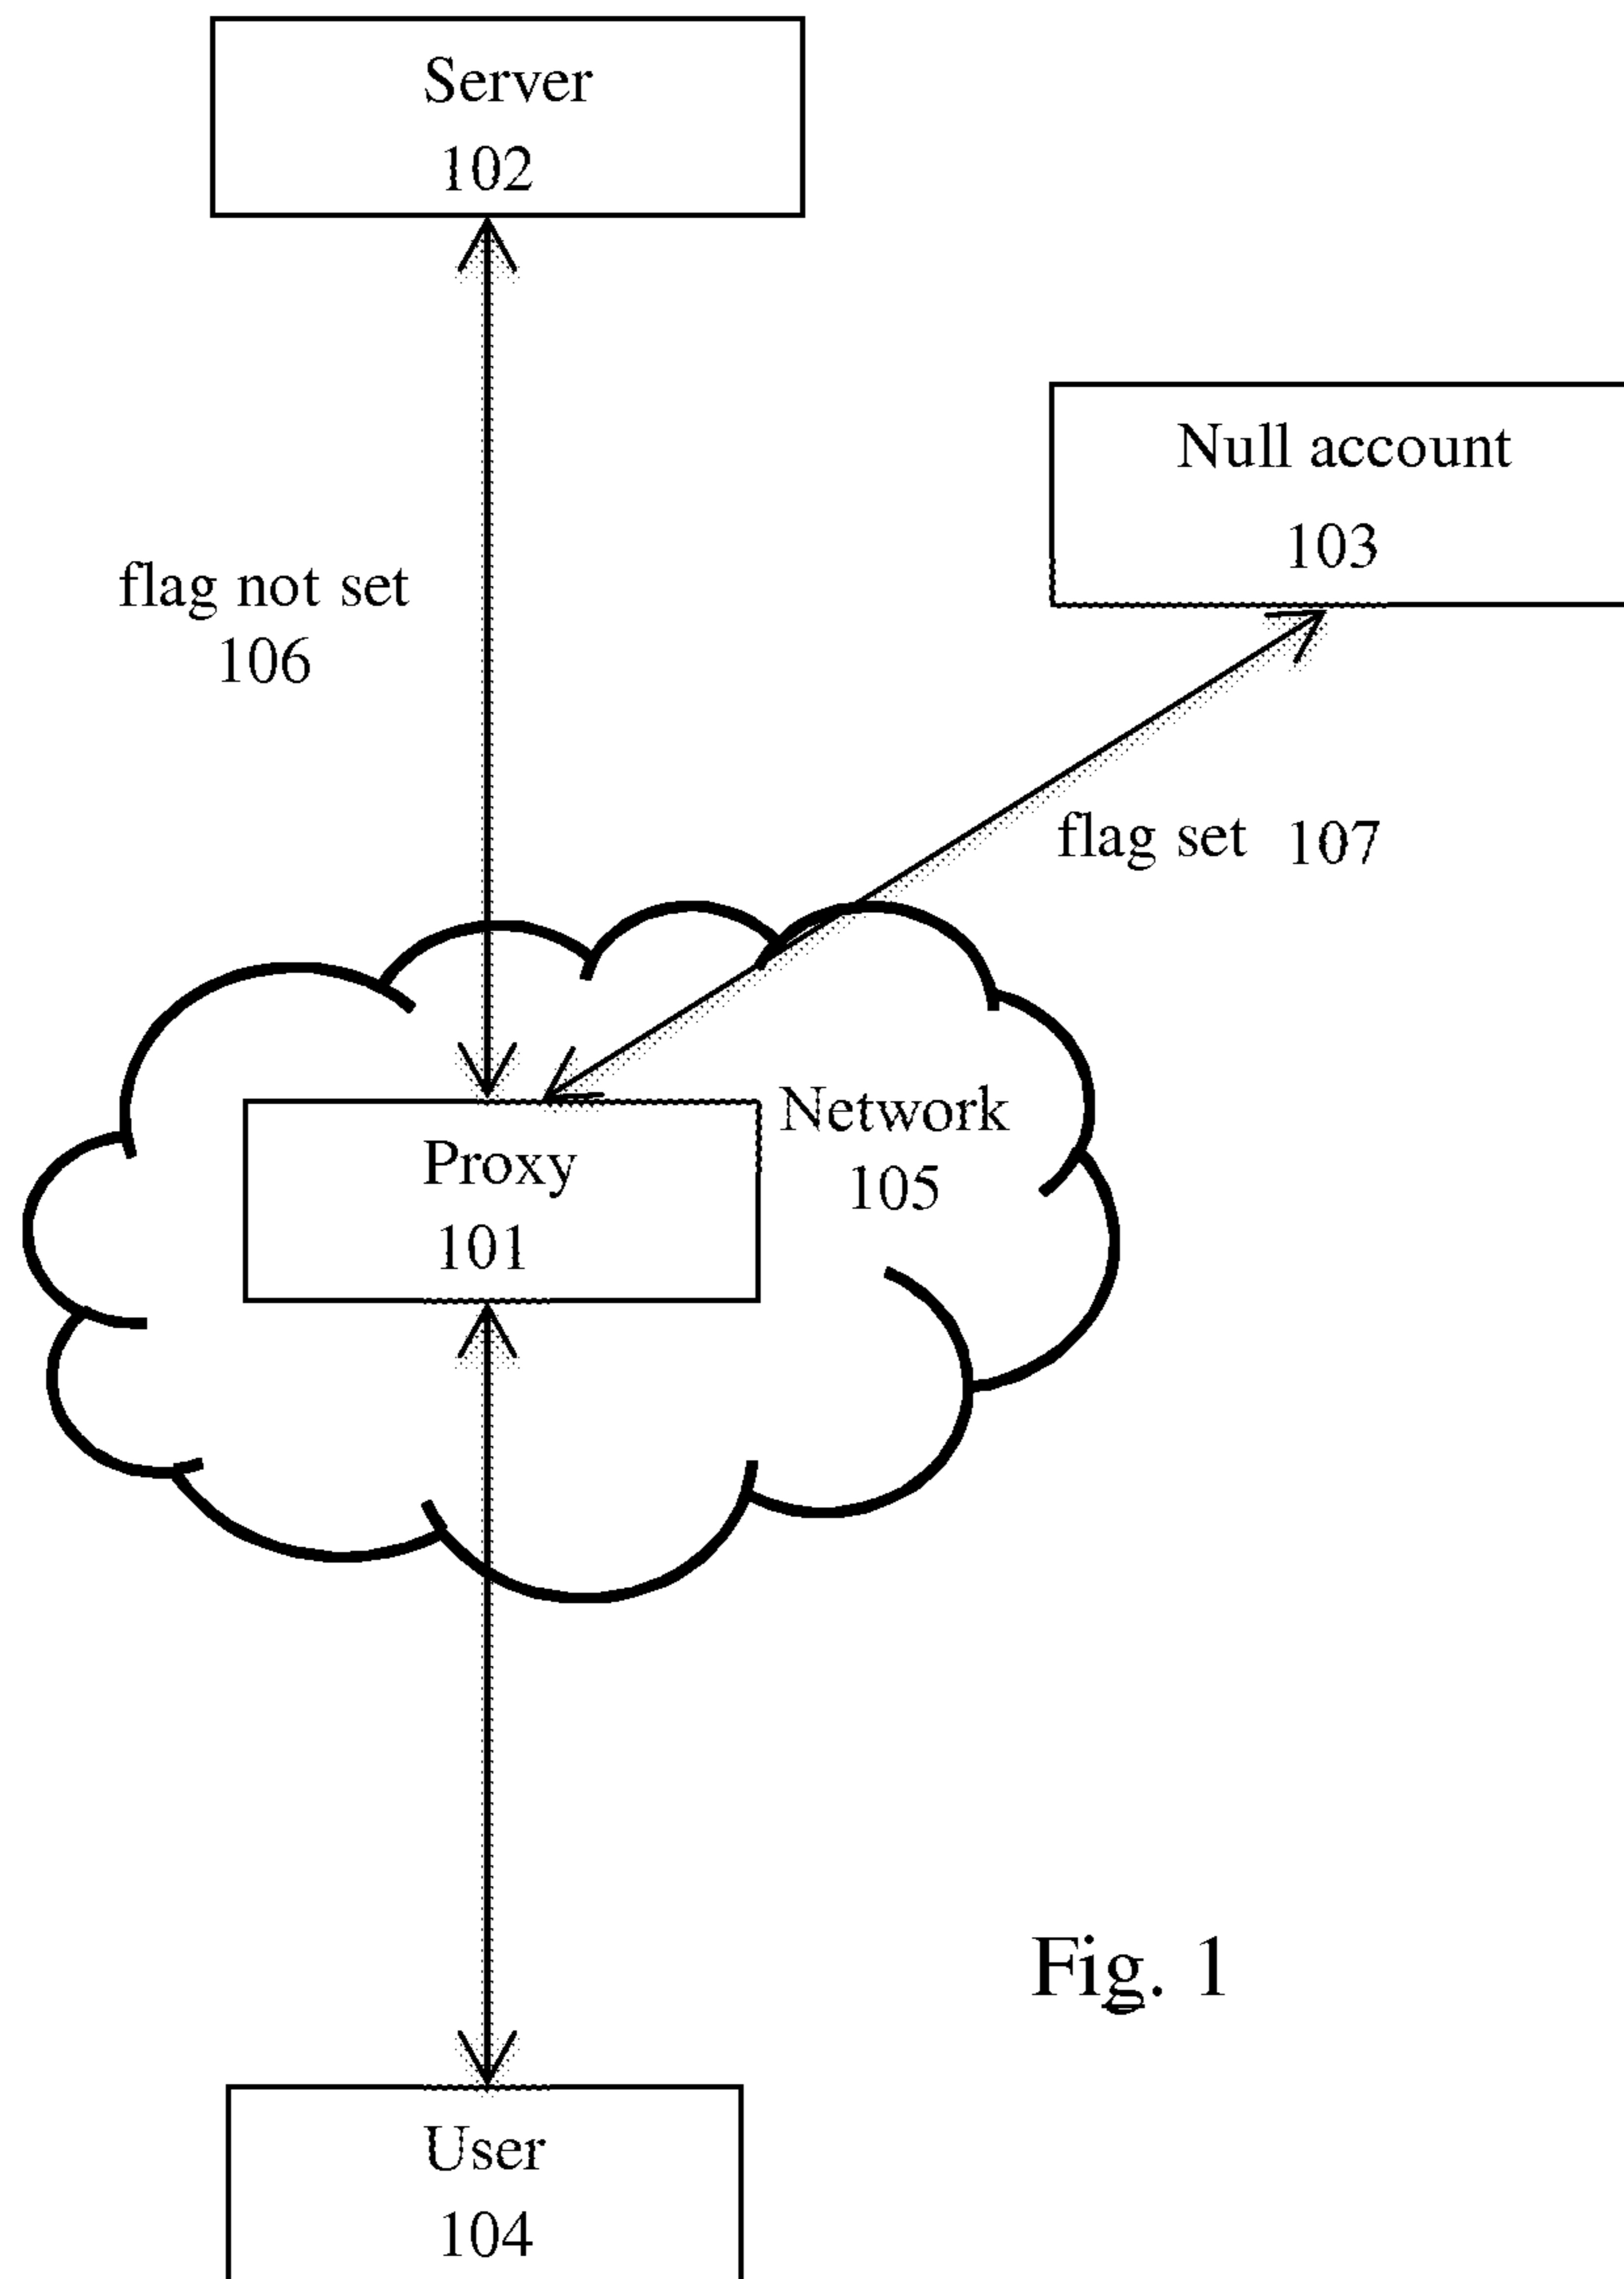 Server
102
Null account
103
flag not set
106
flag set 107
Network
105
Proxy
101
Fig. 1
User
104